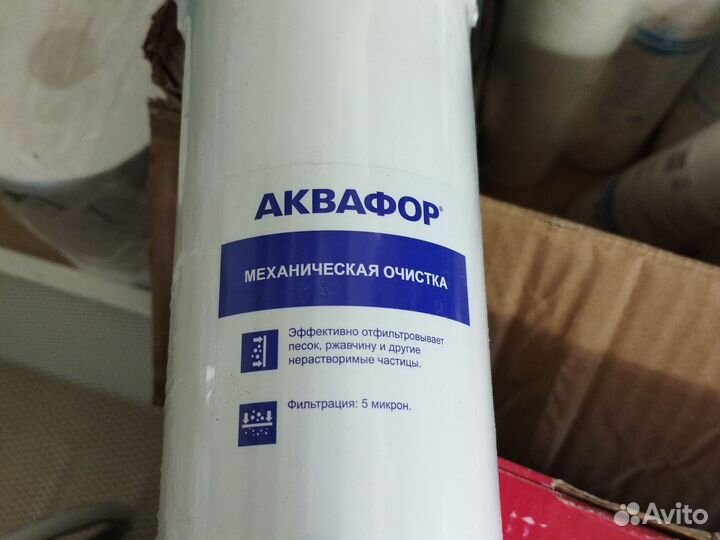 АКВАФОР®
МЕХАНИЧЕСКАЯ ОЧИСТКА
Эффективно отфильтровывает
песок, ржавчину и другие
нерастворимые частицы.
Фильтрация: 5 микрон.
Avito